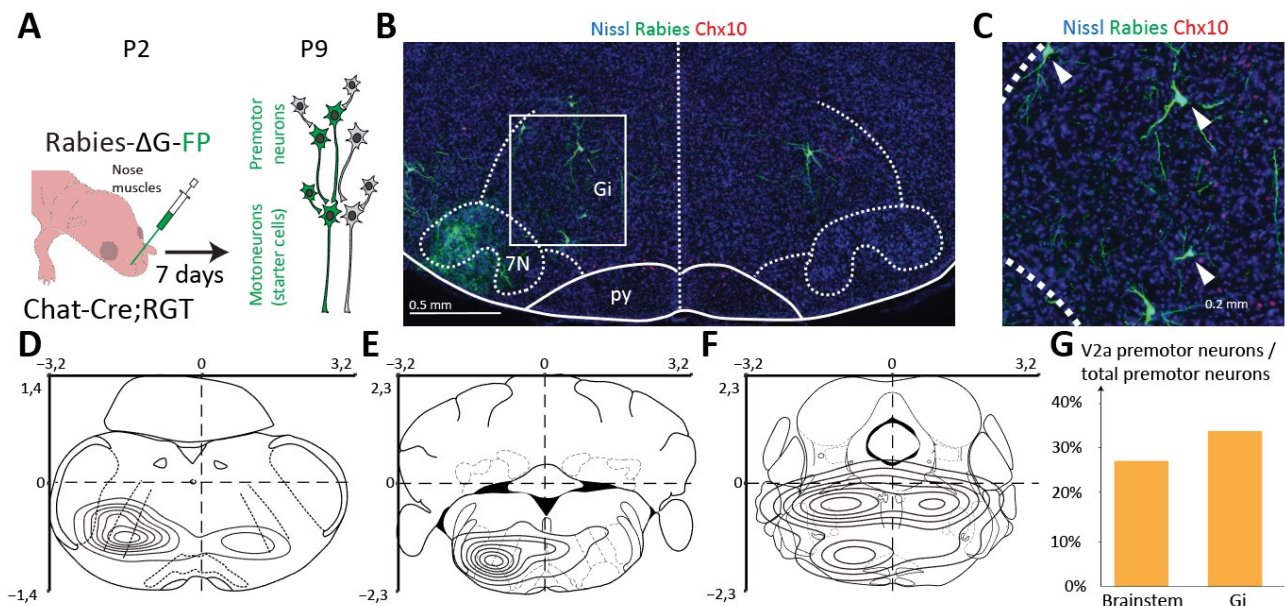 A
P2
P9
Rabies-ΔG-FP
Nose
muscles
7 days
Chat-Cre;RGT
Premotor
neurons
Motoneurons
(starter cells)
B
Nissl Rabies Chx10
Gi
7N
py
0.5 mm
C
Nissl Rabies Chx10
0.2 mm
D
−3,2
0
3,2
1,4
0
−1,4
E
−3,2
0
3,2
2,3
0
−2,3
F
−3,2
0
3,2
2,3
0
−2,3
G
V2a premotor neurons /
total premotor neurons
40%
30%
20%
10%
0%
Brainstem
Gi